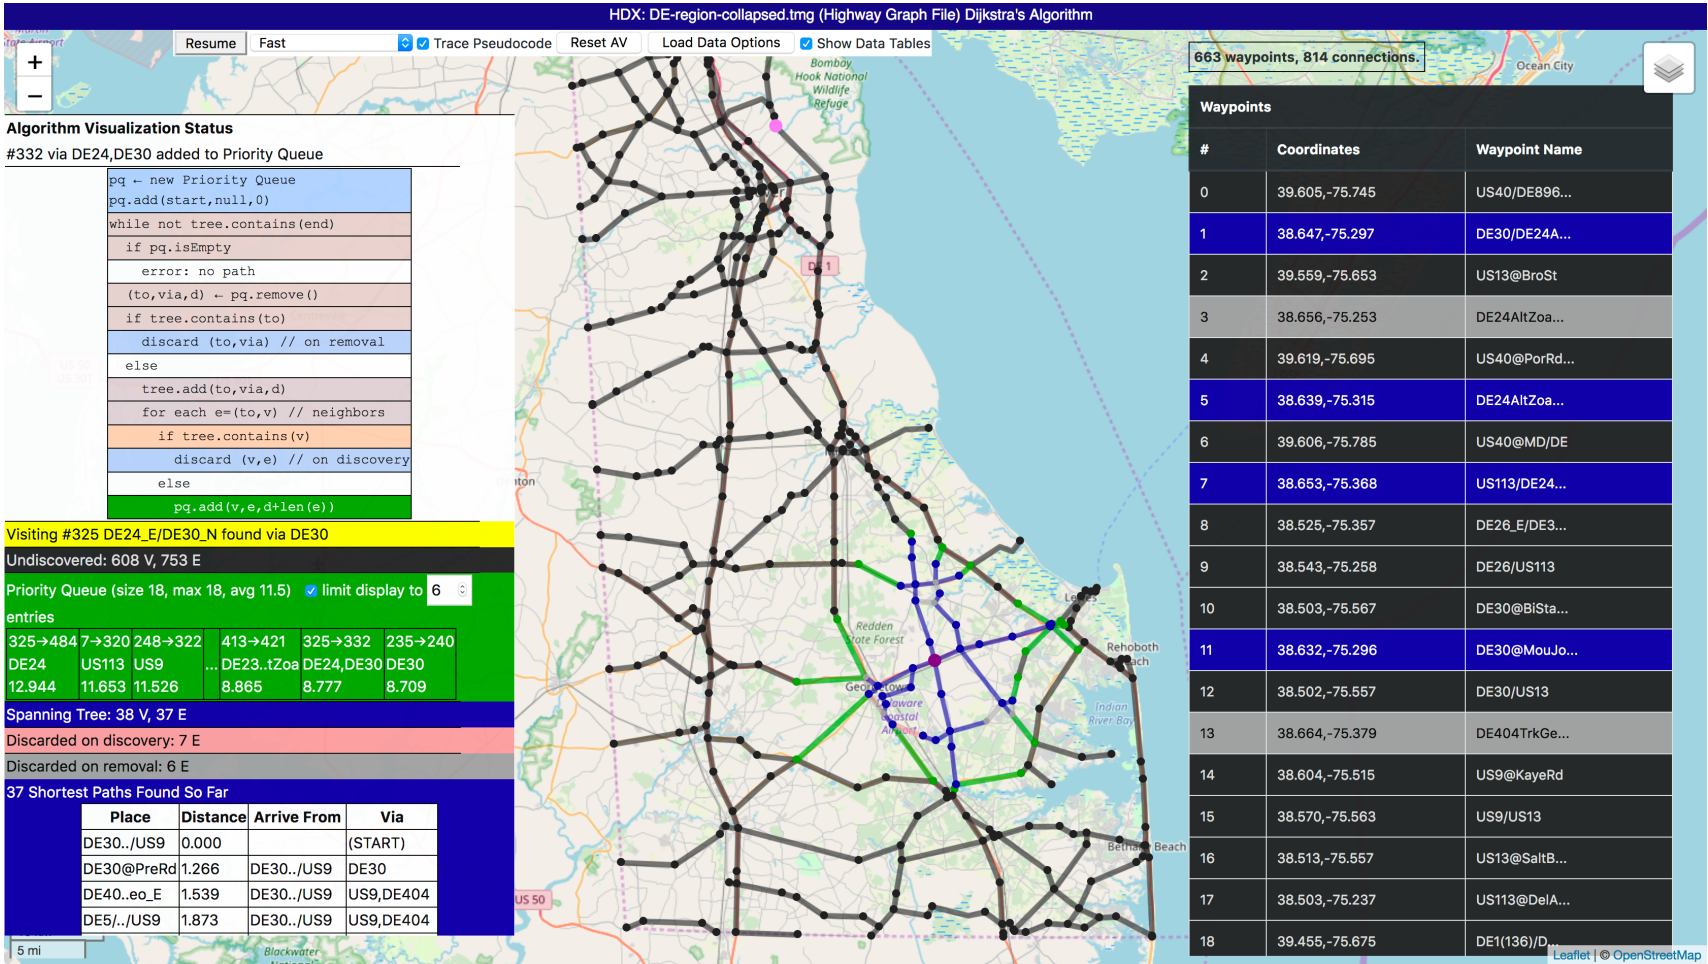 HDX: DE-region-collapsed.tmg (Highway Graph File) Dijkstra's Algorithm
Resume Fast Trace Pseudocode Reset AV Load Data Options Show Data Tables
+
−
663 waypoints, 814 connections.
Algorithm Visualization Status
#332 via DE24,DE30 added to Priority Queue
pq ← new Priority Queue
pq.add(start,null,0)
while not tree.contains(end)
if pq.isEmpty
error: no path
(to,via,d) ← pq.remove()
if tree.contains(to)
discard (to,via) // on removal
else
tree.add(to,via,d)
for each e=(to,v) // neighbors
if tree.contains(v)
discard (v,e) // on discovery
else
pq.add(v,e,d+len(e))
Visiting #325 DE24_E/DE30_N found via DE30
Undiscovered: 608 V, 753 E
Priority Queue (size 18, max 18, avg 11.5) limit display to 6
entries
325→484 7→320 248→322 ... 413→421 325→332 235→240
DE24 US113 US9 DE23..tZoa DE24,DE30 DE30
12.944 11.653 11.526 8.865 8.777 8.709
Spanning Tree: 38 V, 37 E
Discarded on discovery: 7 E
Discarded on removal: 6 E
37 Shortest Paths Found So Far
Place Distance Arrive From Via
DE30../US9 0.000 (START)
DE30@PreRd 1.266 DE30../US9 DE30
DE40..eo_E 1.539 DE30../US9 US9,DE404
DE5/../US9 1.873 DE30../US9 US9,DE404
5 mi
Bombay
Hook National
Wildlife
Refuge
Ocean City
DE 1
Redden
State Forest
Rehoboth
Delaware
Coastal
Indian
River Bay
US 50
Blackwater
Waypoints
# Coordinates Waypoint Name
0 39.605,-75.745 US40/DE896...
1 38.647,-75.297 DE30/DE24A...
2 39.559,-75.653 US13@BroSt
3 38.656,-75.253 DE24AltZoa...
4 39.619,-75.695 US40@PorRd...
5 38.639,-75.315 DE24AltZoa...
6 39.606,-75.785 US40@MD/DE
7 38.653,-75.368 US113/DE24...
8 38.525,-75.357 DE26_E/DE3...
9 38.543,-75.258 DE26/US113
10 38.503,-75.567 DE30@BiSta...
11 38.632,-75.296 DE30@MouJo...
12 38.502,-75.557 DE30/US13
13 38.664,-75.379 DE404TrkGe...
14 38.604,-75.515 US9@KayeRd
15 38.570,-75.563 US9/US13
16 38.513,-75.557 US13@SaltB...
17 38.503,-75.237 US113@DelA...
18 39.455,-75.675 DE1(136)/D...
Leaflet | © OpenStreetMap